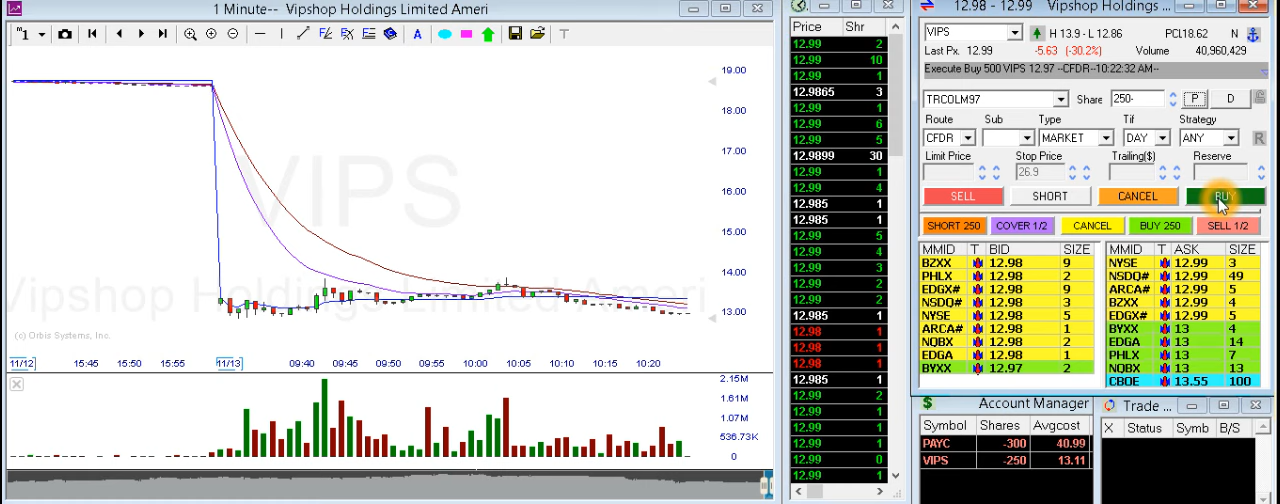 1 Minute-- Vipshop Holdings Limited Ameri
1
A
T
VIPS
Vipshop Holdings Limited Ameri
(c) Orbis Systems, Inc.
19.00
18.00
17.00
16.00
15.00
14.00
13.00
11/12 15:45 15:50 15:55 11/13 09:40 09:45 09:50 09:55 10:00 10:05 10:10 10:15 10:20
2.15M
1.61M
1.07M
536.73K
0
Price Shr
12.99 2
12.99 10
12.99 1
12.9865 3
12.99 1
12.99 6
12.99 5
12.9899 30
12.99 1
12.99 4
12.985 1
12.985 1
12.99 5
12.99 4
12.99 3
12.99 2
12.99 2
12.985 1
12.98 1
12.98 1
12.98 1
12.985 1
12.99 2
12.99 1
12.99 1
12.99 1
12.99 0
12.99 1
12.98 - 12.99 Vipshop Holdings ...
VIPS H 13.9 - L 12.86 PCL18.62 N
Last Px. 12.99 -5.63 (-30.2%) Volume 40,960,429
Execute Buy 500 VIPS 12.97 --CFDR--10:22:32 AM--
TRCOLM97 Share 250- P D
Route Sub Type Tif Strategy
CFDR MARKET DAY ANY R
Limit Price Stop Price Trailing($) Reserve
26.9
SELL SHORT CANCEL BUY
SHORT 250 COVER 1/2 CANCEL BUY 250 SELL 1/2
MMID T BID SIZE
BZXX 12.98 9
PHLX 12.98 2
EDGX# 12.98 9
NSDQ# 12.98 3
NYSE 12.98 5
ARCA# 12.98 1
NQBX 12.98 2
EDGA 12.98 1
BYXX 12.97 2
MMID T ASK SIZE
NYSE 12.99 3
NSDQ# 12.99 49
ARCA# 12.99 5
BZXX 12.99 4
EDGX# 12.99 5
BYXX 13 4
EDGA 13 14
PHLX 13 7
NQBX 13 13
CBOE 13.55 100
Account Manager
Symbol Shares Avgcost
PAYC -300 40.99
VIPS -250 13.11
Trade ...
X Status Symb B/S